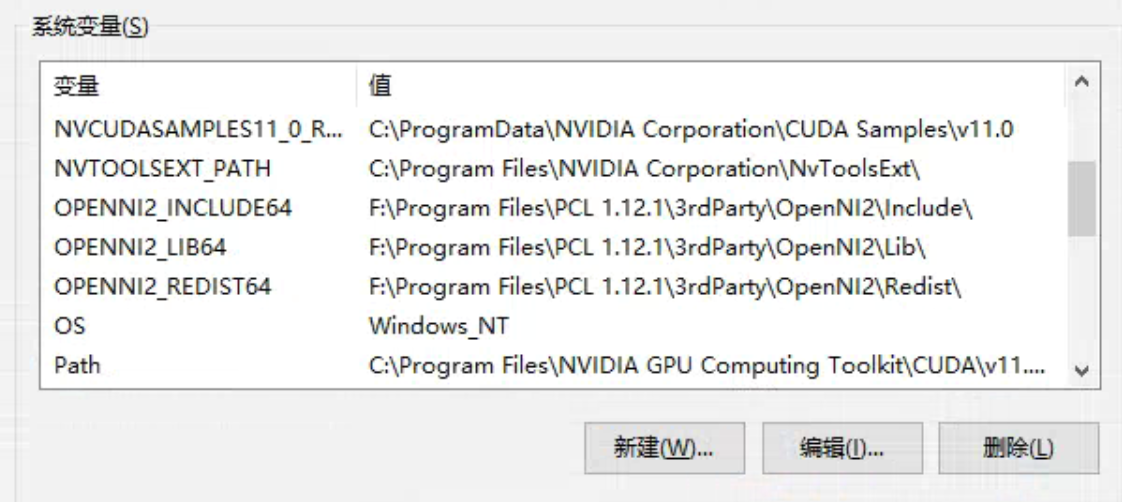 系统变量(S)
变量 值
NVCUDASAMPLES11_0_R... C:\ProgramData\NVIDIA Corporation\CUDA Samples\v11.0
NVTOOLSEXT_PATH C:\Program Files\NVIDIA Corporation\NvToolsExt\
OPENNI2_INCLUDE64 F:\Program Files\PCL 1.12.1\3rdParty\OpenNI2\Include\
OPENNI2_LIB64 F:\Program Files\PCL 1.12.1\3rdParty\OpenNI2\Lib\
OPENNI2_REDIST64 F:\Program Files\PCL 1.12.1\3rdParty\OpenNI2\Redist\
OS Windows_NT
Path C:\Program Files\NVIDIA GPU Computing Toolkit\CUDA\v11....
新建(W)... 编辑(I)... 删除(L)